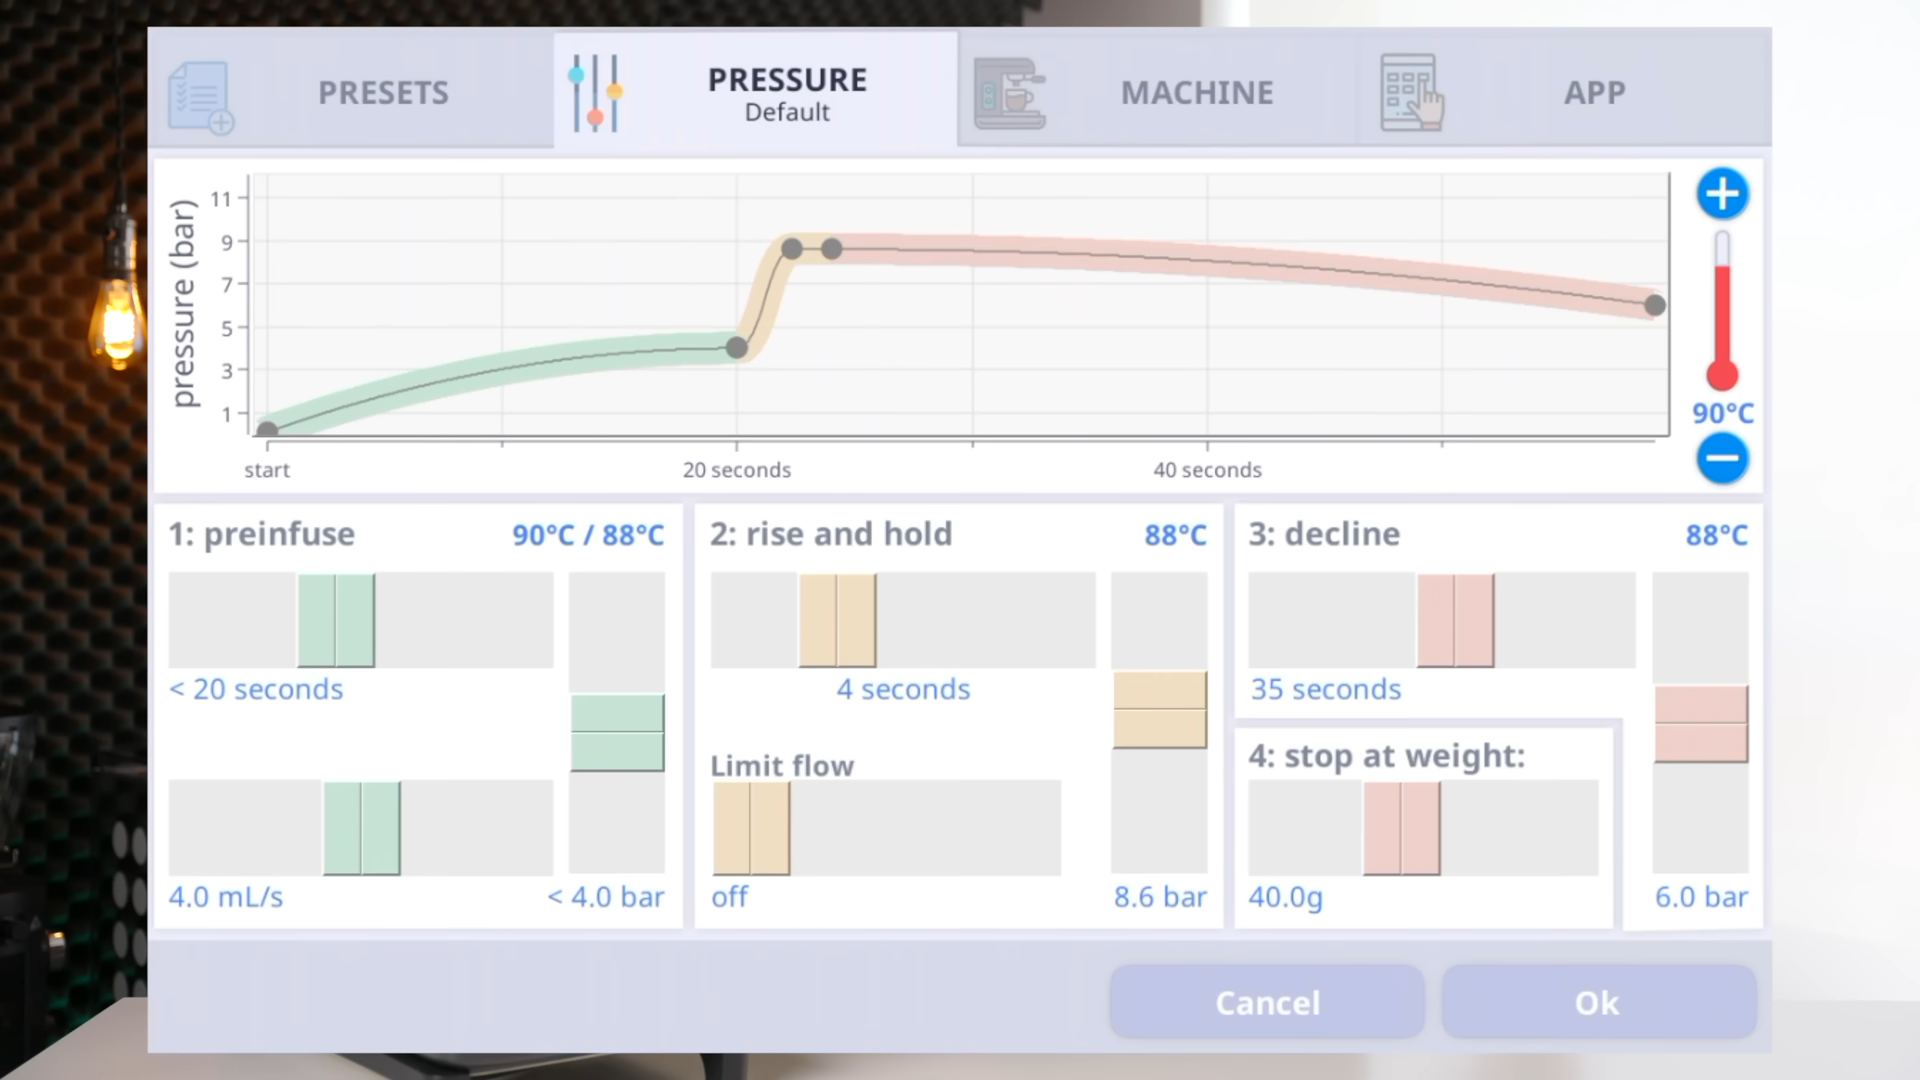 PRESETS
PRESSURE
Default
MACHINE
APP
pressure (bar)
11
9
7
5
3
1
start
20 seconds
40 seconds
90°C
1: preinfuse
90°C / 88°C
< 20 seconds
4.0 mL/s
< 4.0 bar
2: rise and hold
88°C
4 seconds
Limit flow
off
8.6 bar
3: decline
88°C
35 seconds
4: stop at weight:
40.0g
6.0 bar
Cancel
Ok